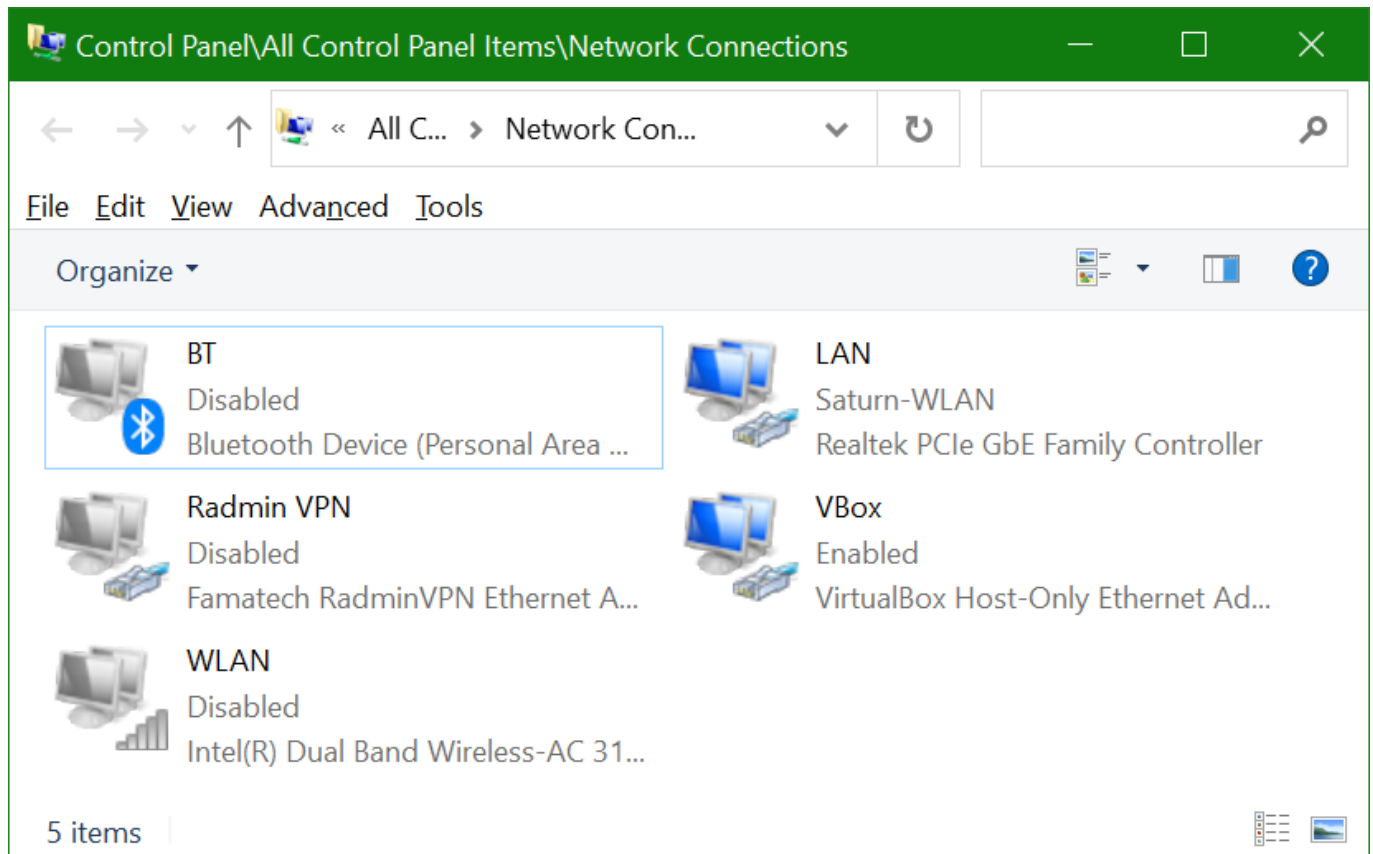 Control Panel\All Control Panel Items\Network Connections
« All C... > Network Con...
File Edit View Advanced Tools
Organize
BT
Disabled
Bluetooth Device (Personal Area ...
LAN
Saturn-WLAN
Realtek PCIe GbE Family Controller
Radmin VPN
Disabled
Famatech RadminVPN Ethernet A...
VBox
Enabled
VirtualBox Host-Only Ethernet Ad...
WLAN
Disabled
Intel(R) Dual Band Wireless-AC 31...
5 items